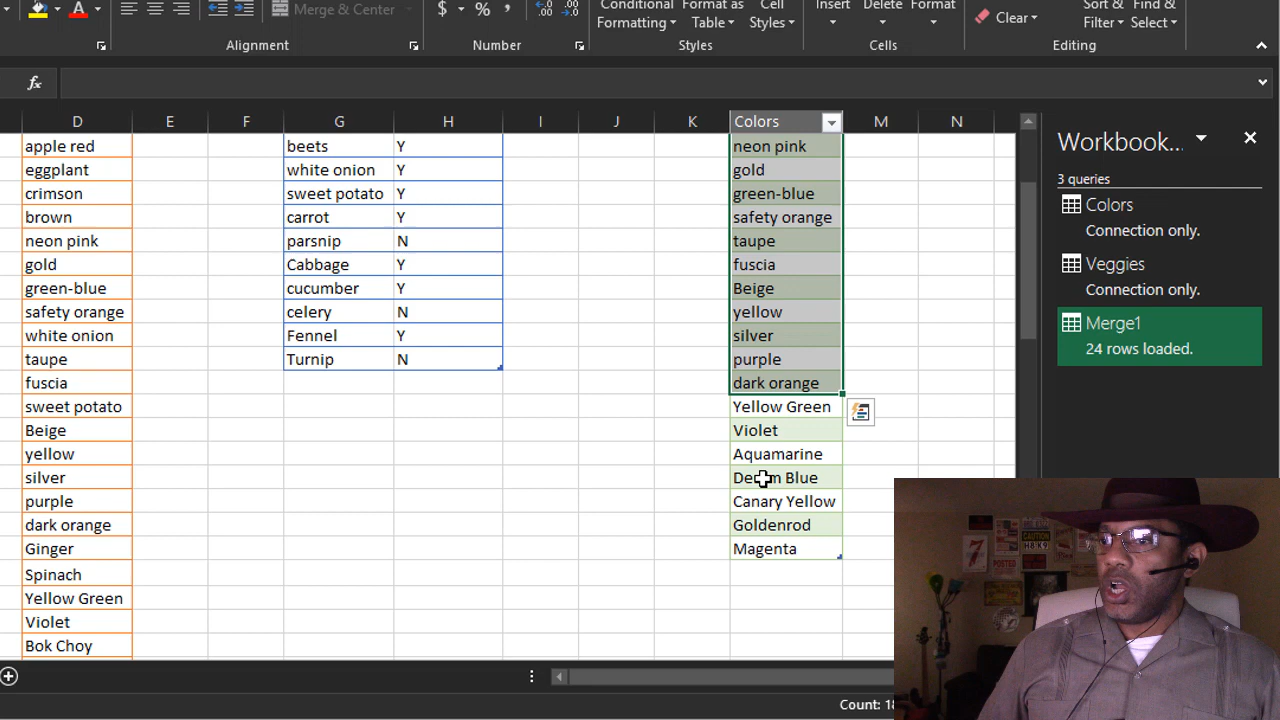 Merge & Center
$ % 9
Conditional Formatting
Format as Table
Cell Styles
Insert
Delete
Format
Clear
Sort & Filter
Find & Select
Alignment
Number
Styles
Cells
Editing
fx
D E F G H I J K Colors M N
apple red beets Y neon pink
eggplant white onion Y gold
crimson sweet potato Y green-blue
brown carrot Y safety orange
neon pink parsnip N taupe
gold Cabbage Y fuscia
green-blue cucumber Y Beige
safety orange celery N yellow
white onion Fennel Y silver
taupe Turnip N purple
fuscia dark orange
sweet potato Yellow Green
Beige Violet
yellow Aquamarine
silver Blue
purple Canary Yellow
dark orange Goldenrod
Ginger Magenta
Spinach
Yellow Green
Violet
Bok Choy
Workbook...
3 queries
Colors
Connection only.
Veggies
Connection only.
Merge1
24 rows loaded.
Count: